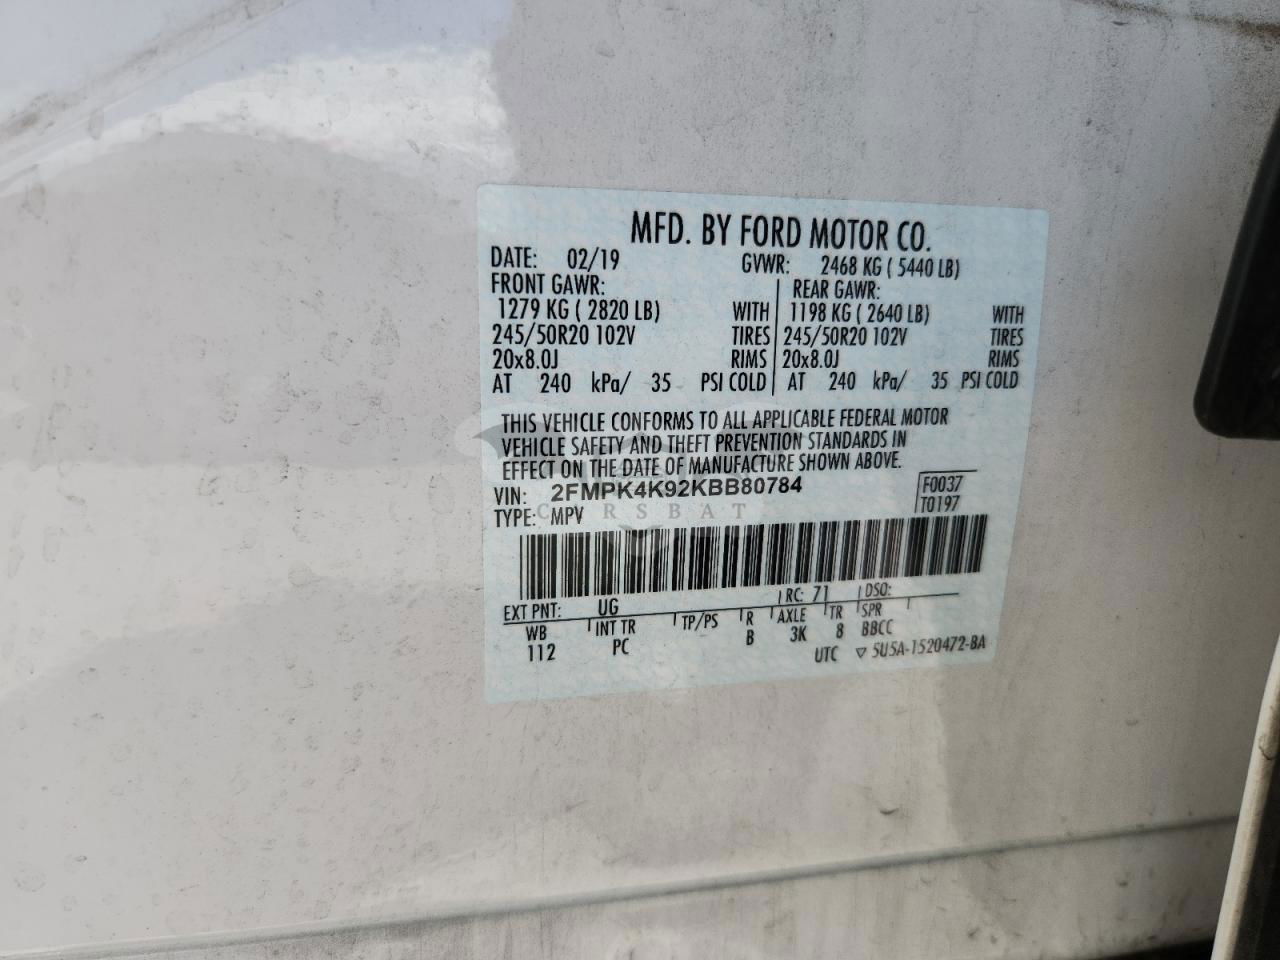 MFD. BY FORD MOTOR CO.
DATE: 02/19 GVWR: 2468 KG ( 5440 LB)
FRONT GAWR: REAR GAWR:
1279 KG ( 2820 LB) WITH 1198 KG ( 2640 LB) WITH
245/50R20 102V TIRES 245/50R20 102V TIRES
20x8.0J RIMS 20x8.0J RIMS
AT 240 kPa/ 35 PSI COLD AT 240 kPa/ 35 PSI COLD
THIS VEHICLE CONFORMS TO ALL APPLICABLE FEDERAL MOTOR
VEHICLE SAFETY AND THEFT PREVENTION STANDARDS IN
EFFECT ON THE DATE OF MANUFACTURE SHOWN ABOVE.
VIN: 2FMPK4K92KBB80784 F0037
TYPE: MPV T0197
EXT PNT: UG RC: 71 DSO:
WB INT TR TP/PS R AXLE TR SPR
112 PC B 3K 8 BBCC
UTC ▽ 5U5A-1520472-BA